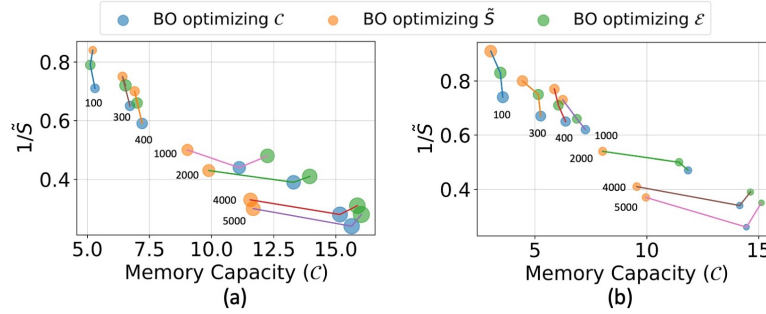 BO optimizing C BO optimizing S̃ BO optimizing ℰ
0.8
0.6
0.4
1/S̃
100
300
400
1000
2000
4000
5000
5.0 7.5 10.0 12.5 15.0
Memory Capacity (C)
(a)
0.8
0.6
0.4
1/S̃
100
300
400
1000
2000
4000
5000
5 10 15
Memory Capacity (C)
(b)